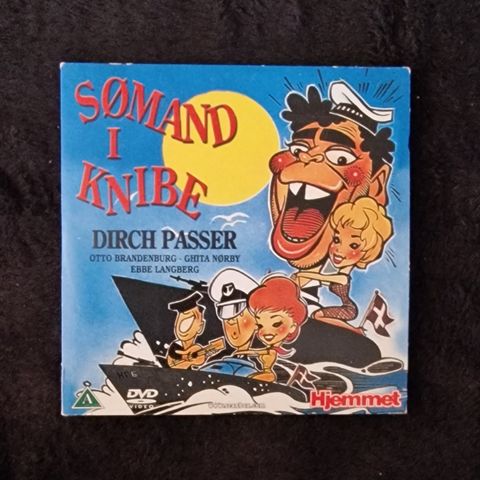 SØMAND
I
KNIBE
DIRCH PASSER
OTTO BRANDENBURG - GHITA NØRBY
EBBE LANGBERG
A
DVD
VIDEO
Hjemmet